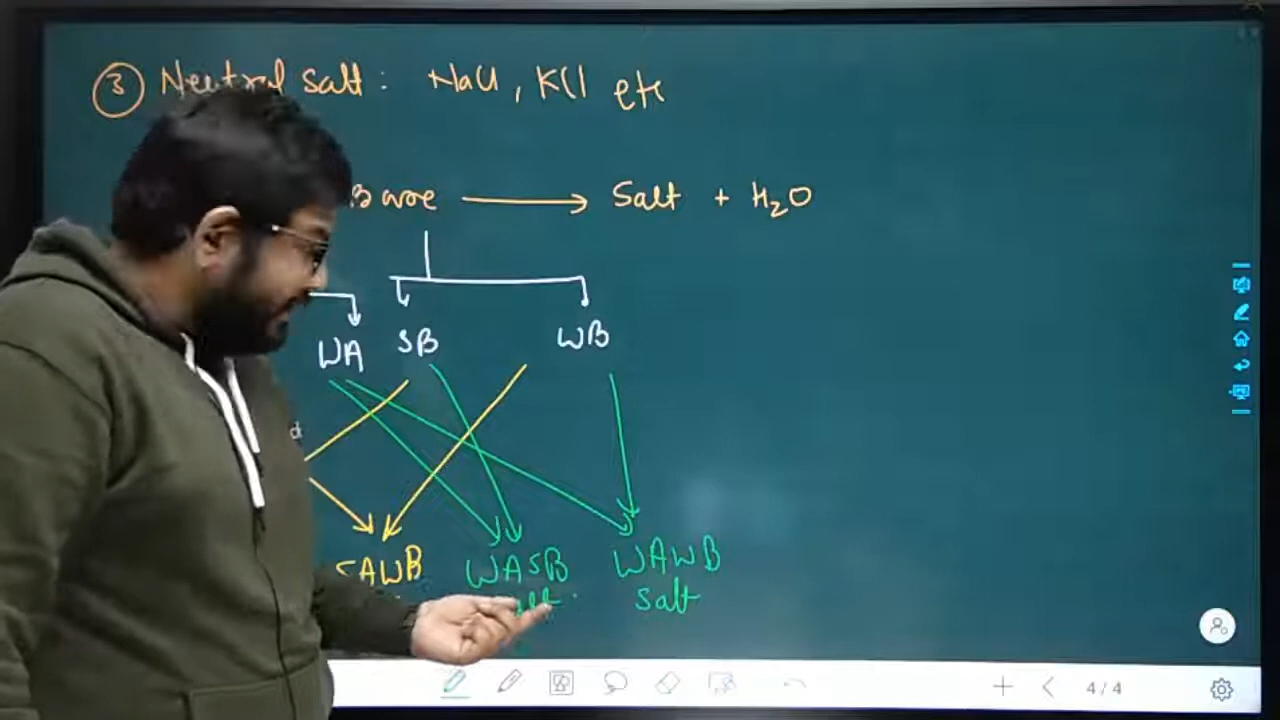 3 Neutral Salt : NaCl, KCl etc
Base → Salt + H2O
WA SB WB
SAWB WASB WAWB
salt
4 / 4